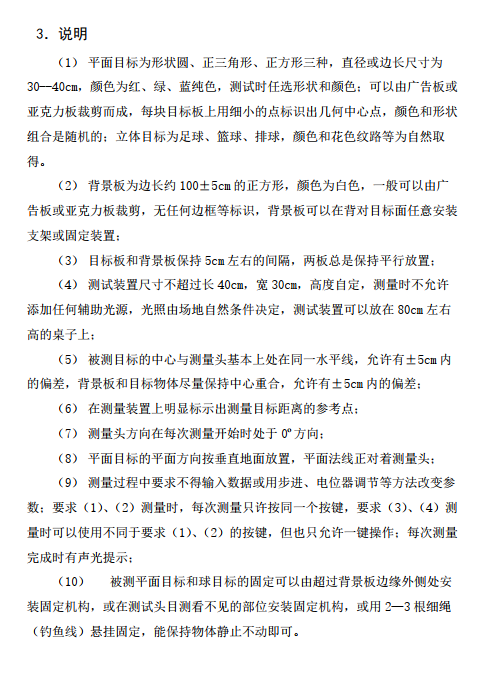 3．说明
（1） 平面目标为形状圆、正三角形、正方形三种，直径或边长尺寸为
30--40cm，颜色为红、绿、蓝纯色，测试时任选形状和颜色；可以由广告板或
亚克力板裁剪而成，每块目标板上用细小的点标识出几何中心点，颜色和形状
组合是随机的；立体目标为足球、篮球、排球，颜色和花色纹路等为自然取
得。
（2） 背景板为边长约 100±5cm 的正方形，颜色为白色，一般可以由广
告板或亚克力板裁剪，无任何边框等标识，背景板可以在背对目标面任意安装
支架或固定装置；
（3） 目标板和背景板保持 5cm 左右的间隔，两板总是保持平行放置；
（4） 测试装置尺寸不超过长 40cm，宽 30cm，高度自定，测量时不允许
添加任何辅助光源，光照由场地自然条件决定，测试装置可以放在 80cm 左右
高的桌子上；
（5） 被测目标的中心与测量头基本上处在同一水平线，允许有±5cm 内
的偏差，背景板和目标物体尽量保持中心重合，允许有±5cm 内的偏差；
（6） 在测量装置上明显标示出测量目标距离的参考点；
（7） 测量头方向在每次测量开始时处于 0°方向；
（8） 平面目标的平面方向按垂直地面放置，平面法线正对着测量头；
（9） 测量过程中要求不得输入数据或用步进、电位器调节等方法改变参
数；要求（1）、（2）测量时，每次测量只许按同一个按键，要求（3）、（4）测
量时可以使用不同于要求（1）、（2）的按键，但也只允许一键操作；每次测量
完成时有声光提示；
（10） 被测平面目标和球目标的固定可以由超过背景板边缘外侧处安
装固定机构，或在测试头目测看不见的部位安装固定机构，或用 2—3 根细绳
（钓鱼线）悬挂固定，能保持物体静止不动即可。